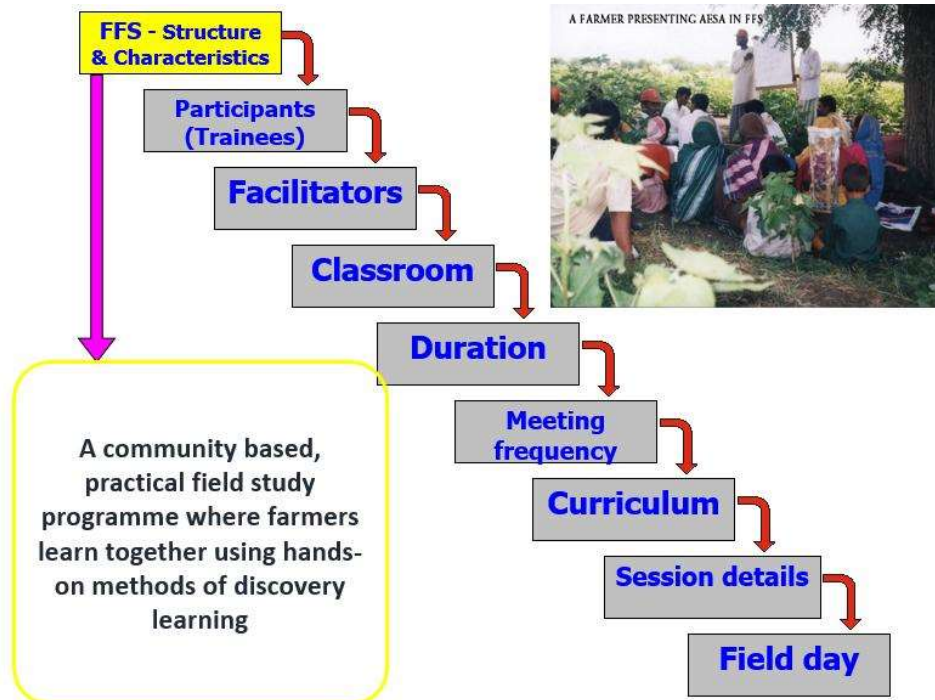 FFS - Structure
& Characteristics
A FARMER PRESENTING AESA IN FFS
Participants
(Trainees)
Facilitators
Classroom
Duration
Meeting
frequency
Curriculum
Session details
Field day
A community based,
practical field study
programme where farmers
learn together using hands-
on methods of discovery
learning